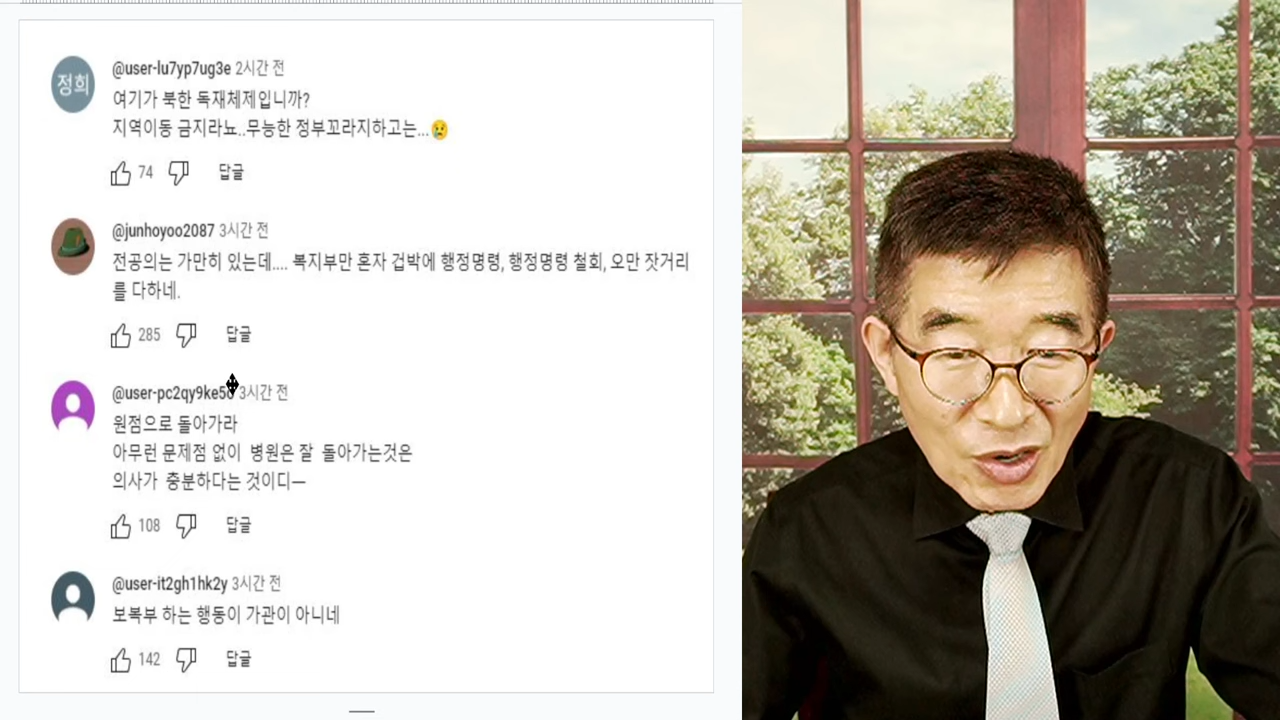 정희
@user-lu7yp7ug3e 2시간 전
여기가 북한 독재체제입니까?
지역이동 금지라뇨..무능한 정부꼬라지하고는...😢
74 답글
@junhoyoo2087 3시간 전
전공의는 가만히 있는데.... 복지부만 혼자 겁박에 행정명령, 행정명령 철회, 오만 잣거리
를 다하네.
285 답글
3시간 전
원점으로 돌아가라
아무런 문제점 없이 병원은 잘 돌아가는것은
의사가 충분하다는 것이디—
108 답글
@user-it2gh1hk2y 3시간 전
보복부 하는 행동이 가관이 아니네
142 답글